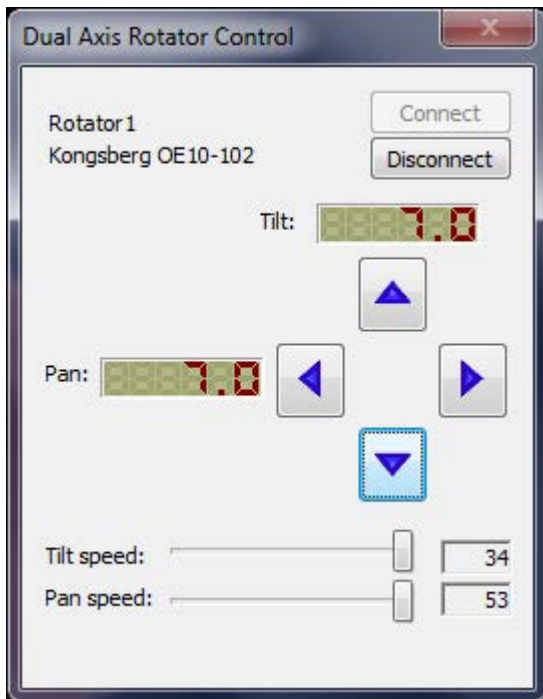 Dual Axis Rotator Control
X
Rotator1
Connect
Kongsberg OE10-102
Disconnect
Tilt: 7.0
Pan: 7.0
Tilt speed: 34
Pan speed: 53